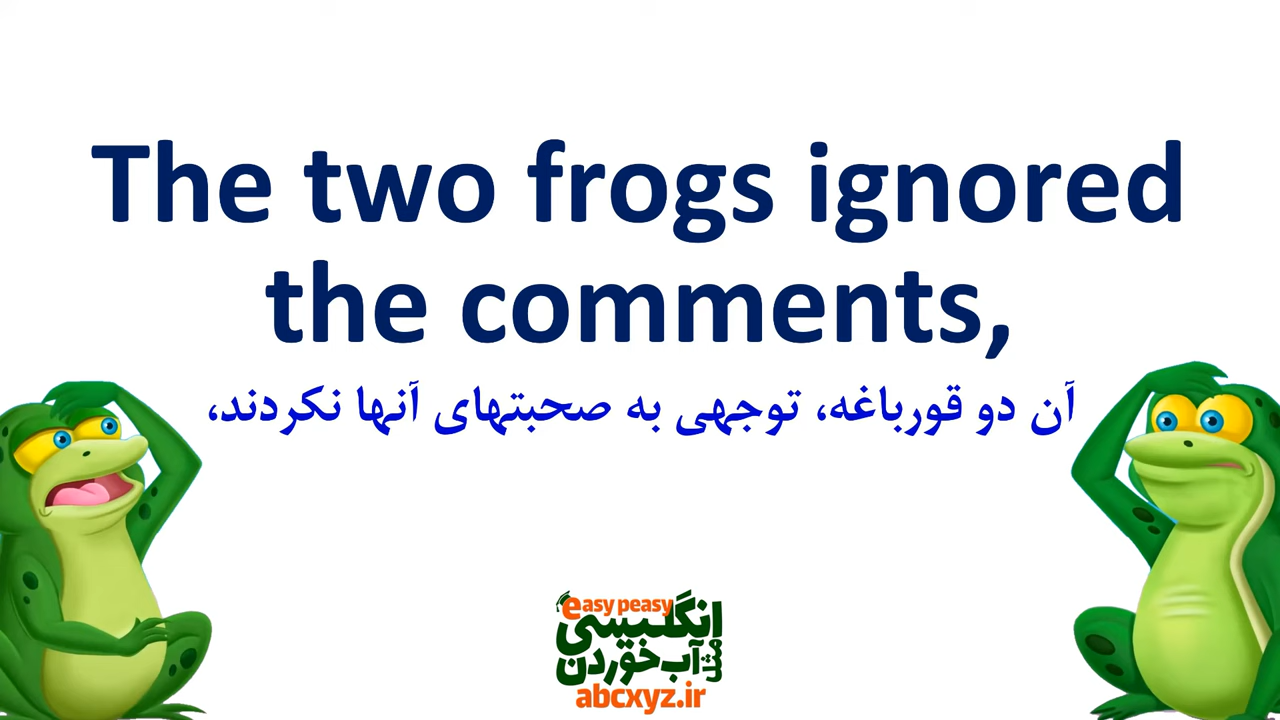 The two frogs ignored
the comments,
آن دو قورباغه، توجهی به صحبتهای آنها نکردند،
easy peasy
انگلیسی
مثل آب خوردن
abcxyz.ir